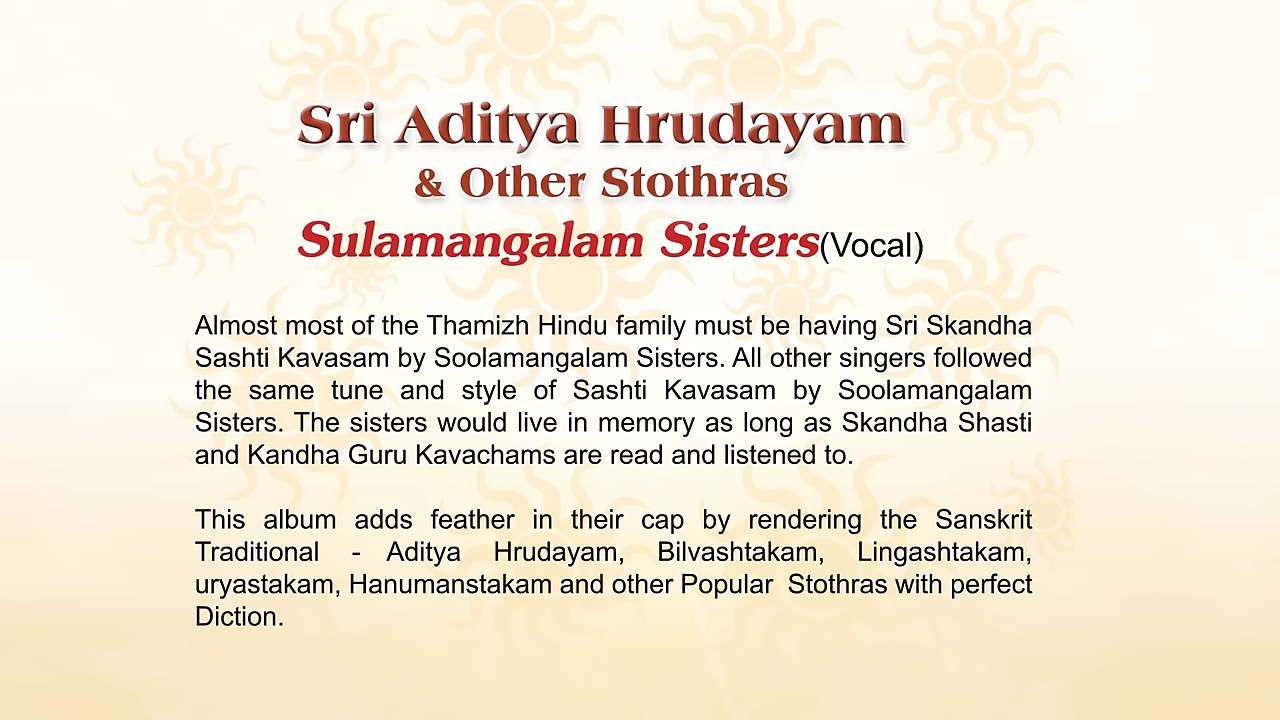 Sri Aditya Hrudayam
& Other Stothras
Sulamangalam Sisters(Vocal)
Almost most of the Thamizh Hindu family must be having Sri Skandha
Sashti Kavasam by Soolamangalam Sisters. All other singers followed
the same tune and style of Sashti Kavasam by Soolamangalam
Sisters. The sisters would live in memory as long as Skandha Shasti
and Kandha Guru Kavachams are read and listened to.
This album adds feather in their cap by rendering the Sanskrit
Traditional - Aditya Hrudayam, Bilvashtakam, Lingashtakam,
uryastakam, Hanumanstakam and other Popular  Stothras with perfect
Diction.